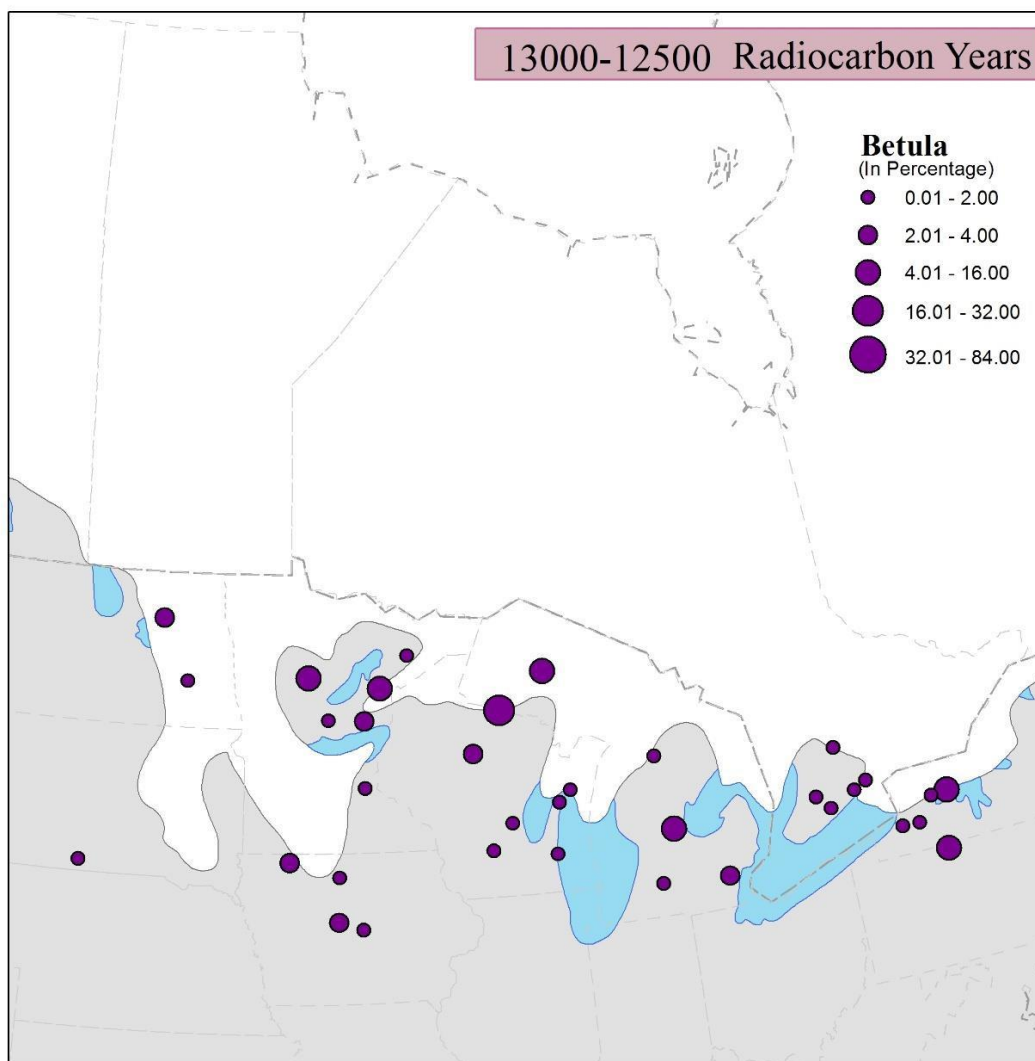 13000-12500 Radiocarbon Years
Betula
(In Percentage)
0.01 - 2.00
2.01 - 4.00
4.01 - 16.00
16.01 - 32.00
32.01 - 84.00